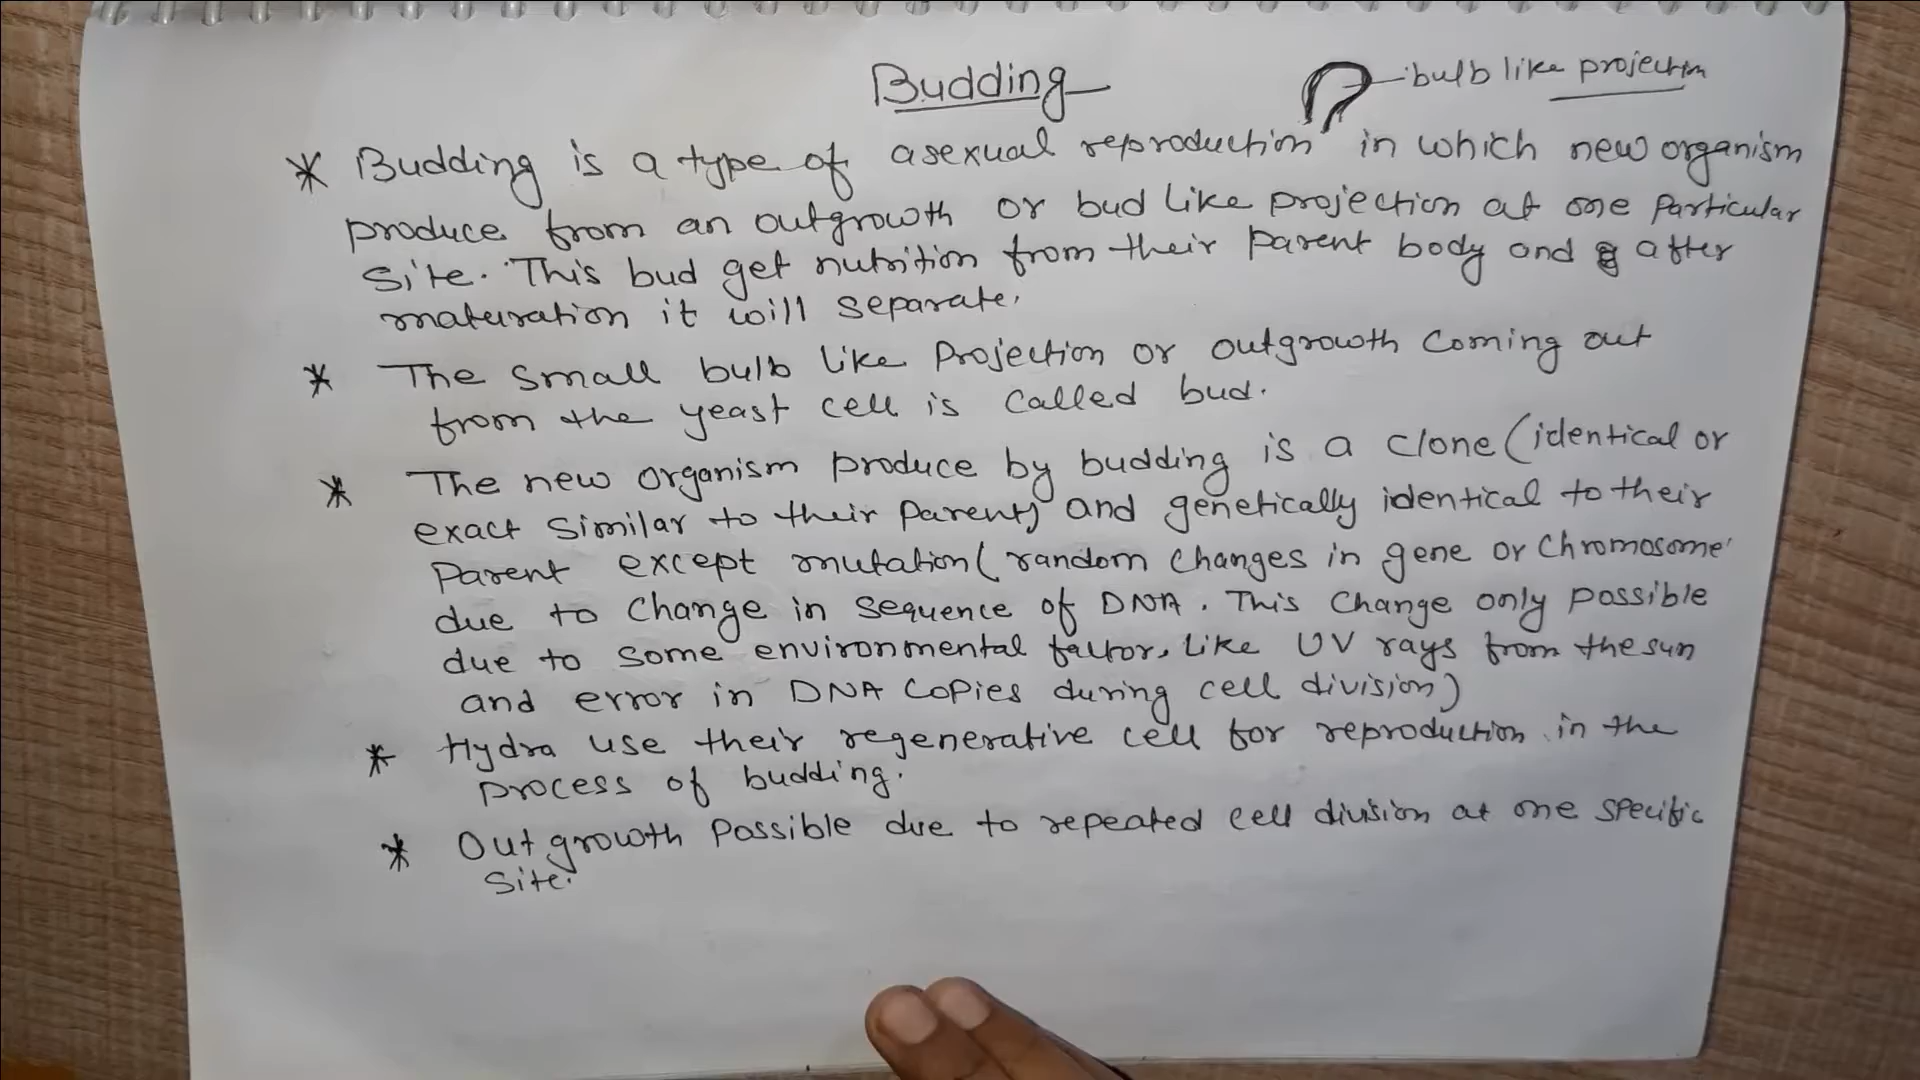 Budding
bulb like projection
* Budding is a type of asexual reproduction in which new organism
produce from an outgrowth or bud like projection at one particular
site. This bud get nutrition from their parent body and after
maturation it will separate.
* The small bulb like Projection or outgrowth coming out
from the yeast cell is called bud.
* The new organism produce by budding is a clone (identical or
exact similar to their parent) and genetically identical to their
parent except mutation (random changes in gene or chromosome
due to change in sequence of DNA. This change only possible
due to some environmental factor, like UV rays from the sun
and error in DNA copies during cell division)
* Hydra use their regenerative cell for reproduction in the
process of budding.
* Outgrowth possible due to repeated cell division at one specific
site.